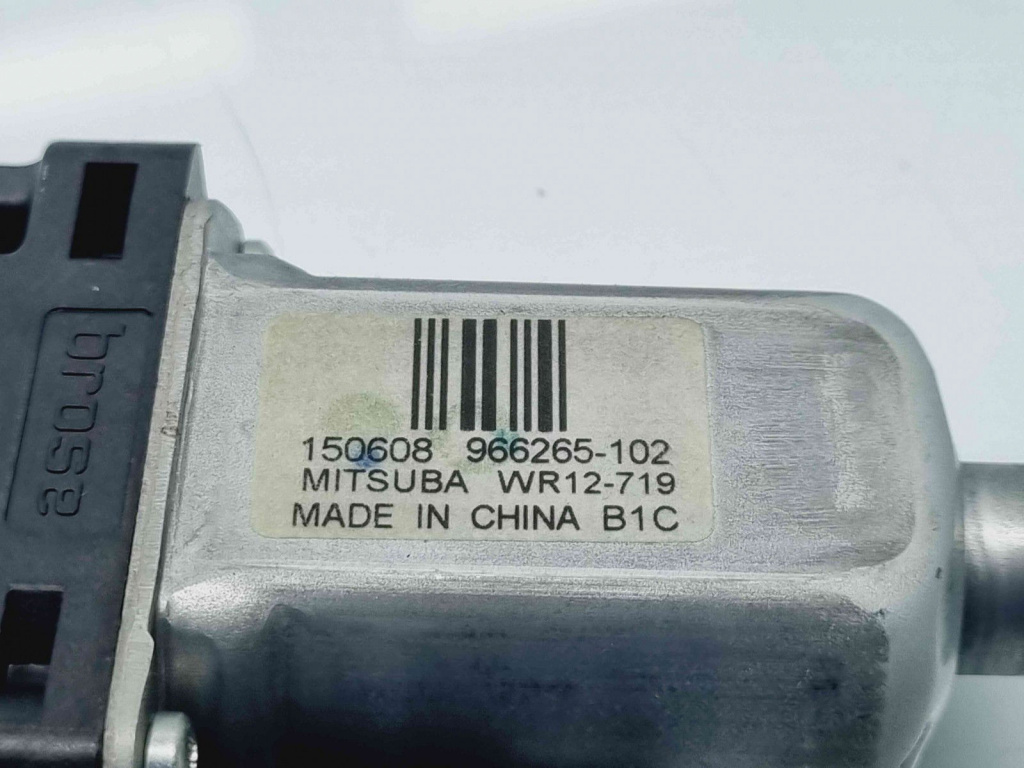 brose
150608 966265-102
MITSUBA WR12-719
MADE IN CHINA B1C